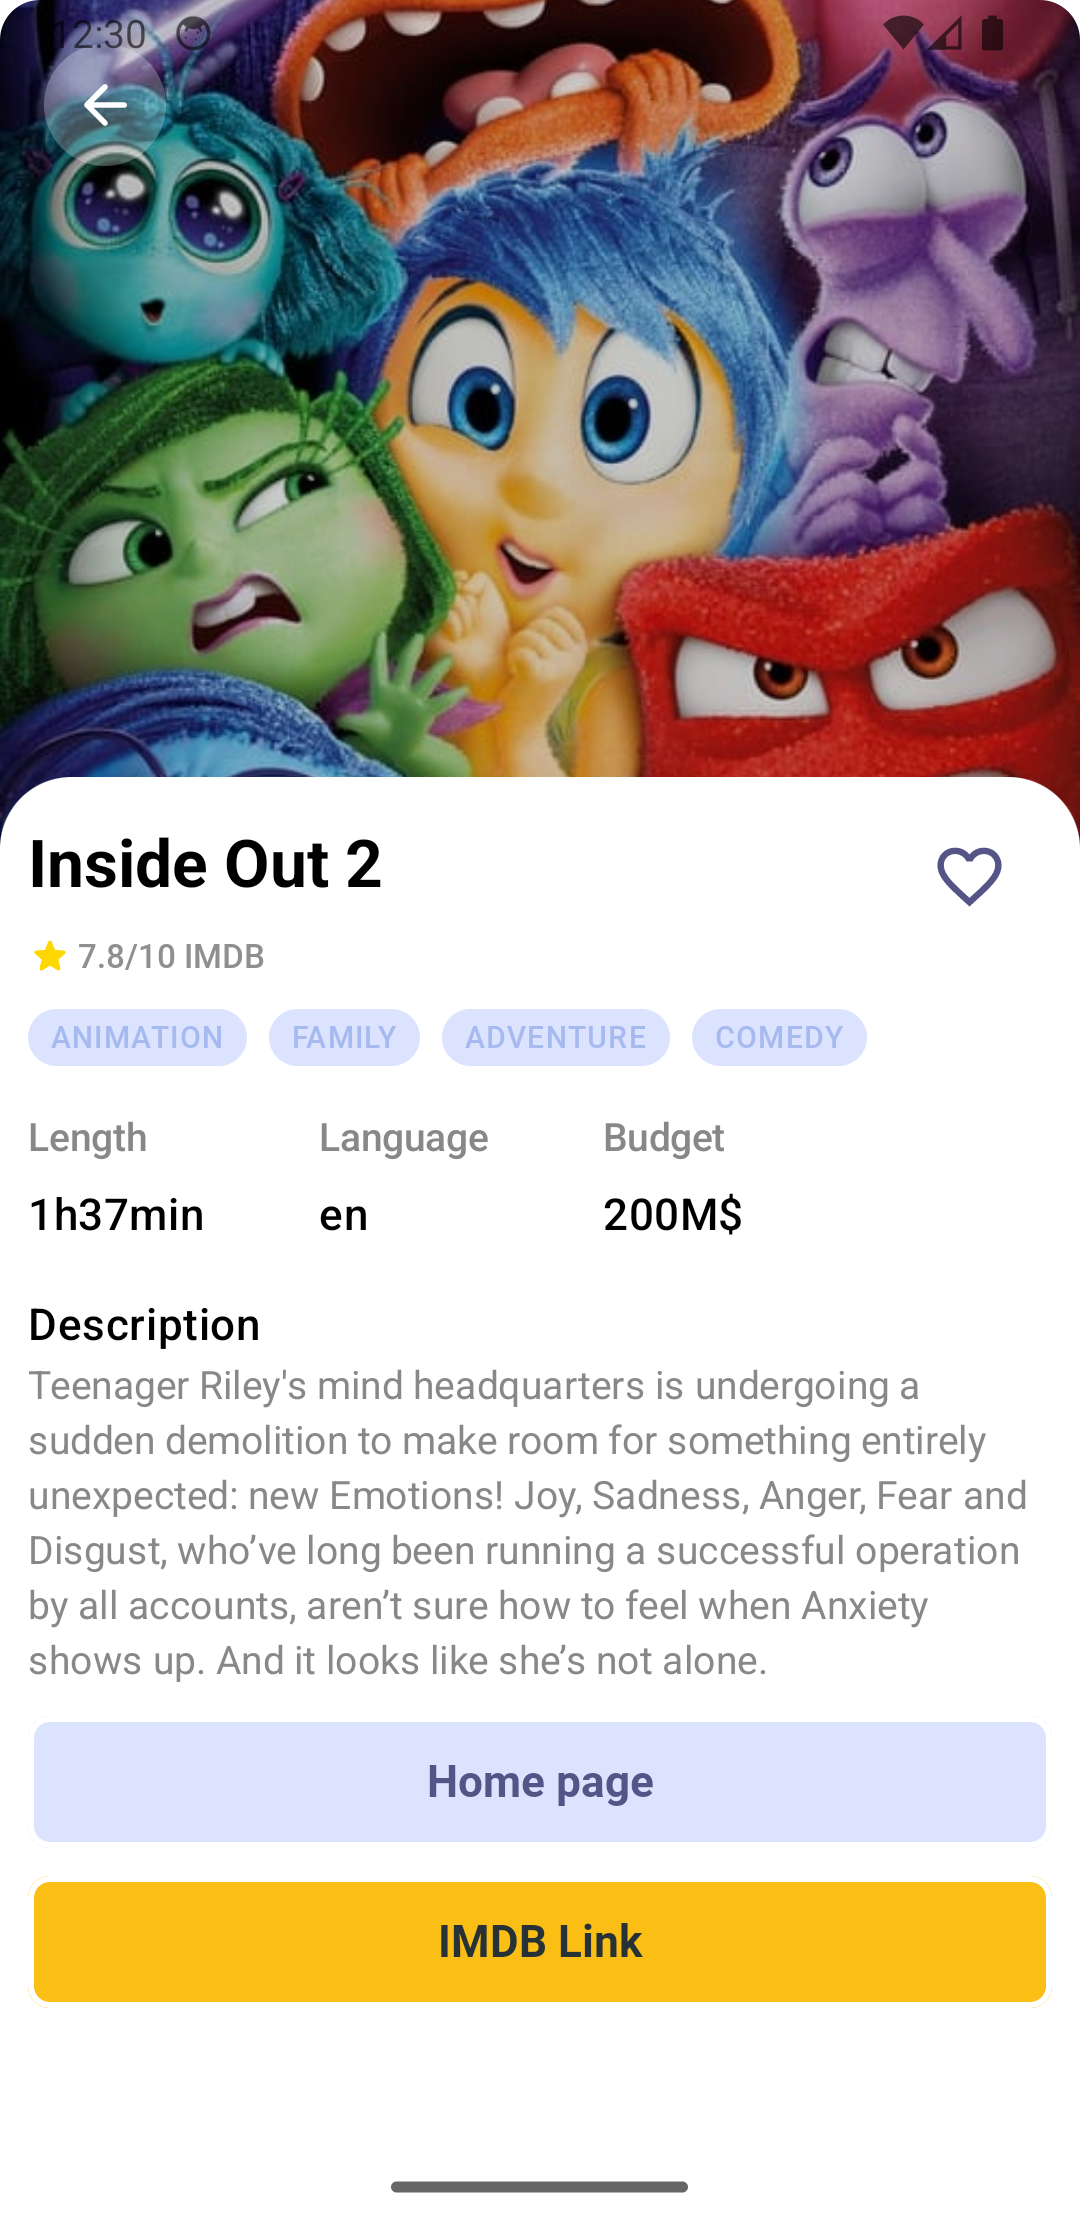 12:30
Inside Out 2
7.8/10 IMDB
ANIMATION FAMILY ADVENTURE COMEDY
Length Language Budget
1h37min en 200M$
Description
Teenager Riley's mind headquarters is undergoing a
sudden demolition to make room for something entirely
unexpected: new Emotions! Joy, Sadness, Anger, Fear and
Disgust, who’ve long been running a successful operation
by all accounts, aren’t sure how to feel when Anxiety
shows up. And it looks like she’s not alone.
Home page
IMDB Link